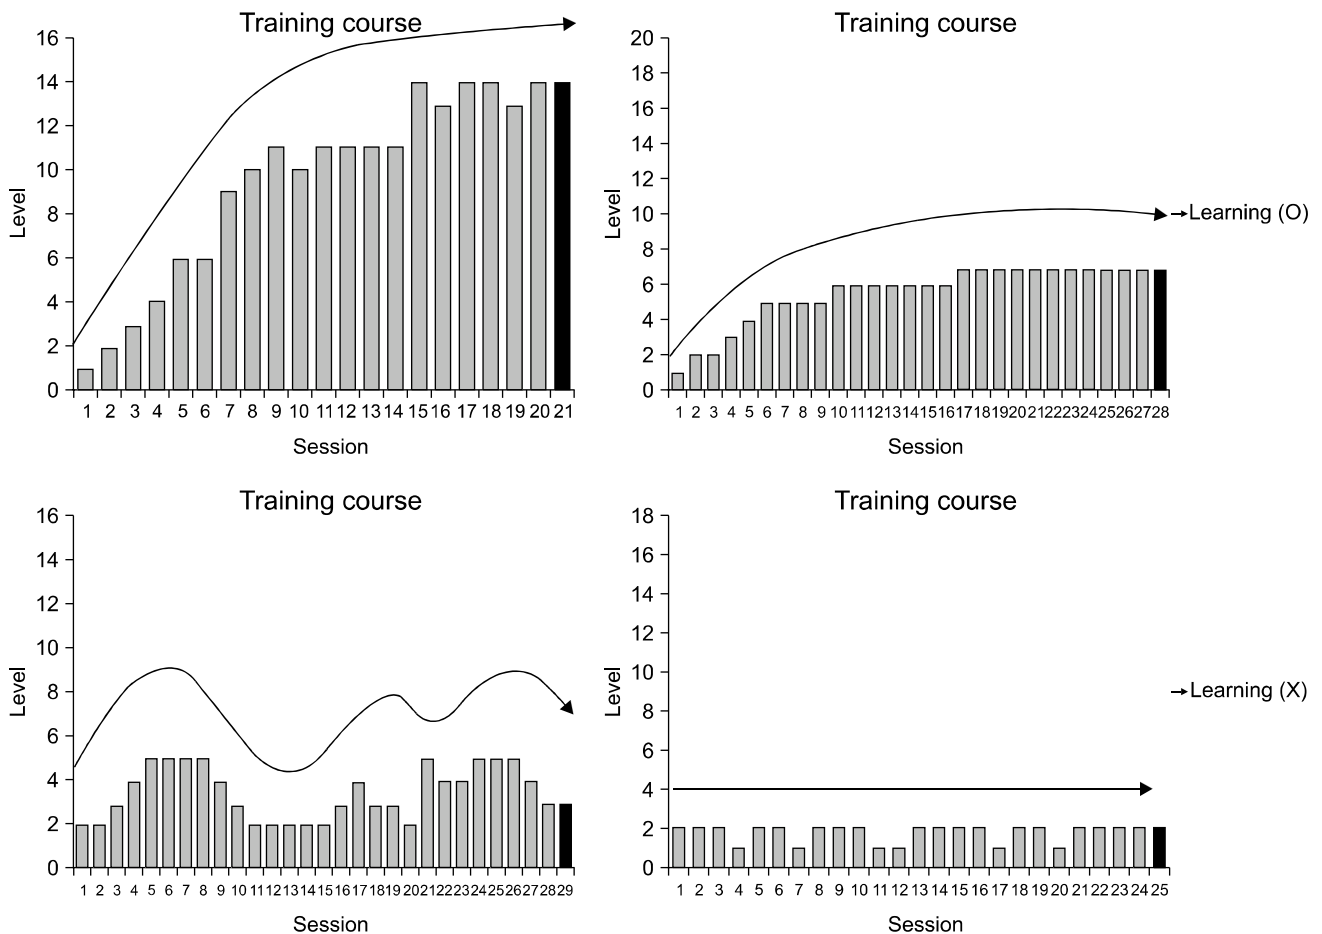 Training course
16
14
12
10
8
6
4
2
0
Level
1 2 3 4 5 6 7 8 9 10 11 12 13 14 15 16 17 18 19 20 21
Session
Training course
20
18
16
14
12
10
8
6
4
2
0
Level
1 2 3 4 5 6 7 8 9 10 11 12 13 14 15 16 17 18 19 20 21 22 23 24 25 26 27 28
Session
→Learning (O)
Training course
16
14
12
10
8
6
4
2
0
Level
1 2 3 4 5 6 7 8 9 10 11 12 13 14 15 16 17 18 19 20 21 22 23 24 25 26 27 28 29
Session
Training course
18
16
14
12
10
8
6
4
2
0
Level
1 2 3 4 5 6 7 8 9 10 11 12 13 14 15 16 17 18 19 20 21 22 23 24 25
Session
→Learning (X)